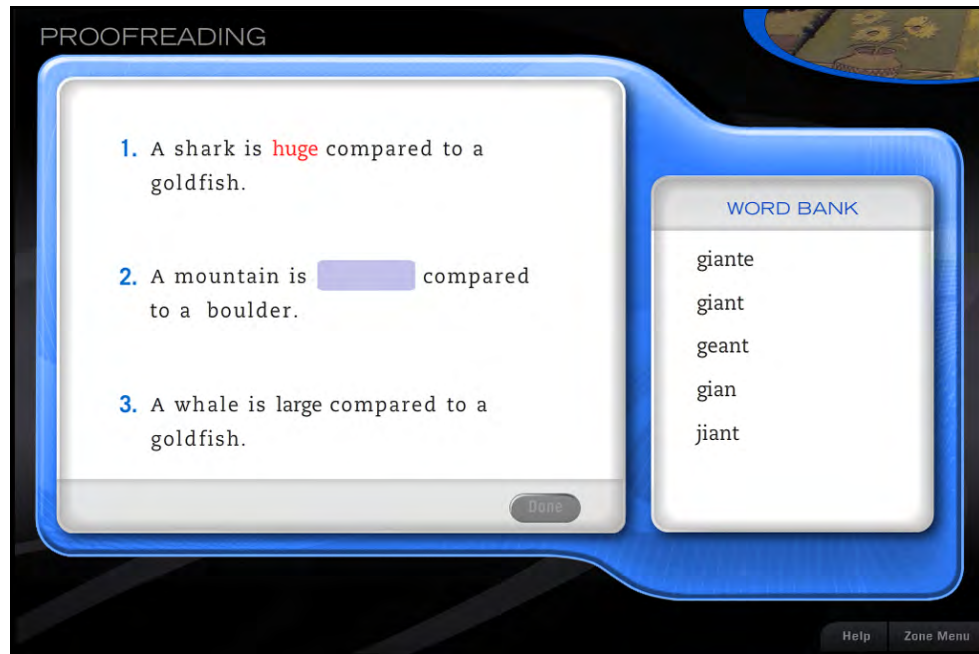 PROOFREADING
1. A shark is huge compared to a
goldfish.
2. A mountain is compared
to a boulder.
3. A whale is large compared to a
goldfish.
Done
WORD BANK
giante
giant
geant
gian
jiant
Help Zone Menu